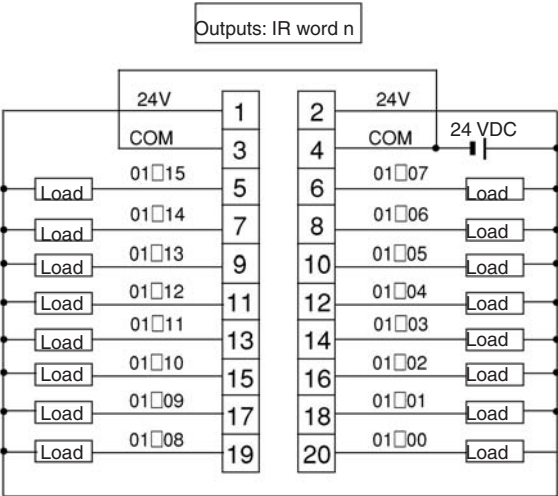 Outputs: IR word n
24V 1 2 24V
COM 3 4 COM 24 VDC
Load 01□15 5 6 01□07 Load
Load 01□14 7 8 01□06 Load
Load 01□13 9 10 01□05 Load
Load 01□12 11 12 01□04 Load
Load 01□11 13 14 01□03 Load
Load 01□10 15 16 01□02 Load
Load 01□09 17 18 01□01 Load
Load 01□08 19 20 01□00 Load